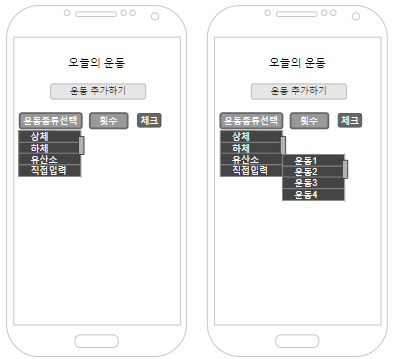 오늘의 운동
운동 추가하기
운동종류선택 횟수 체크
상체
하체
유산소
직접입력
오늘의 운동
운동 추가하기
운동종류선택 횟수 체크
상체
하체
유산소
직접입력
운동1
운동2
운동3
운동4